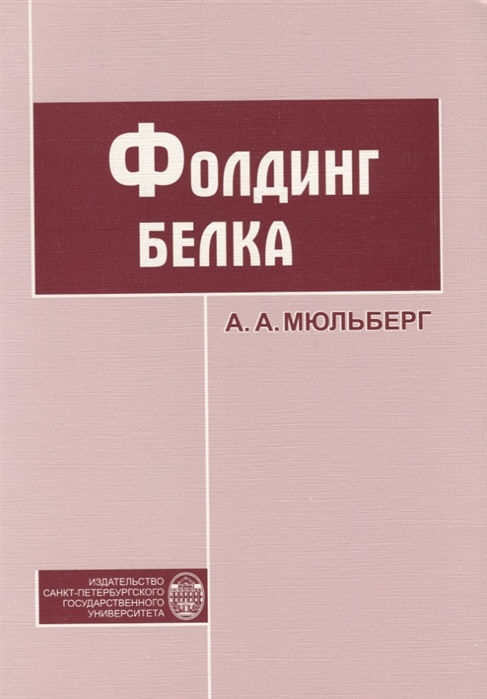 Фолдинг
БЕЛКА
А. А. МЮЛЬБЕРГ
ИЗДАТЕЛЬСТВО
САНКТ-ПЕТЕРБУРГСКОГО
ГОСУДАРСТВЕННОГО
УНИВЕРСИТЕТА